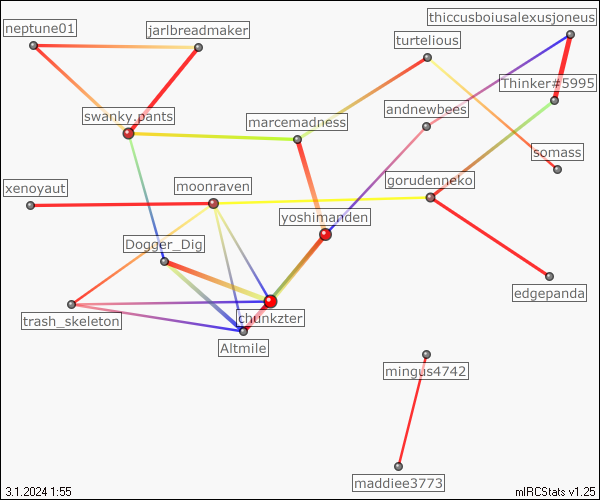 thiccusboiusalexusjoneus
neptune01
jarlbreadmaker
turtelious
Thinker#5995
andnewbees
swanky.pants
marcemadness
somass
xenoyaut
moonraven
gorudenneko
yoshimanden
Dogger_Dig
edgepanda
trash_skeleton
chunkzter
Altmile
mingus4742
maddiee3773
3.1.2024 1:55
mIRCStats v1.25